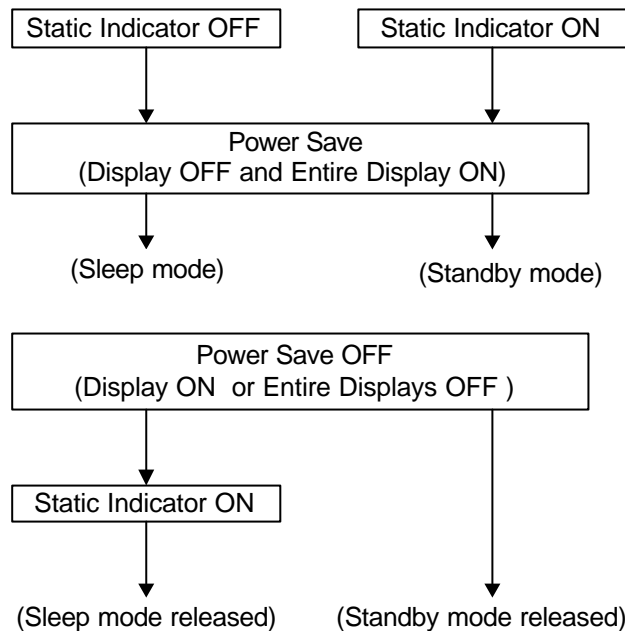 Static Indicator OFF
Static Indicator ON
Power Save
(Display OFF and Entire Display ON)
(Sleep mode)
(Standby mode)
Power Save OFF
(Display ON or Entire Displays OFF )
Static Indicator ON
(Sleep mode released)
(Standby mode released)